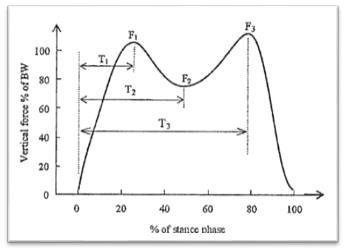 F1
F3
100
T1
80
F2
T2
60
T3
40
20
0
0 20 40 60 80 100
% of stance phase
Vertical force % of BW